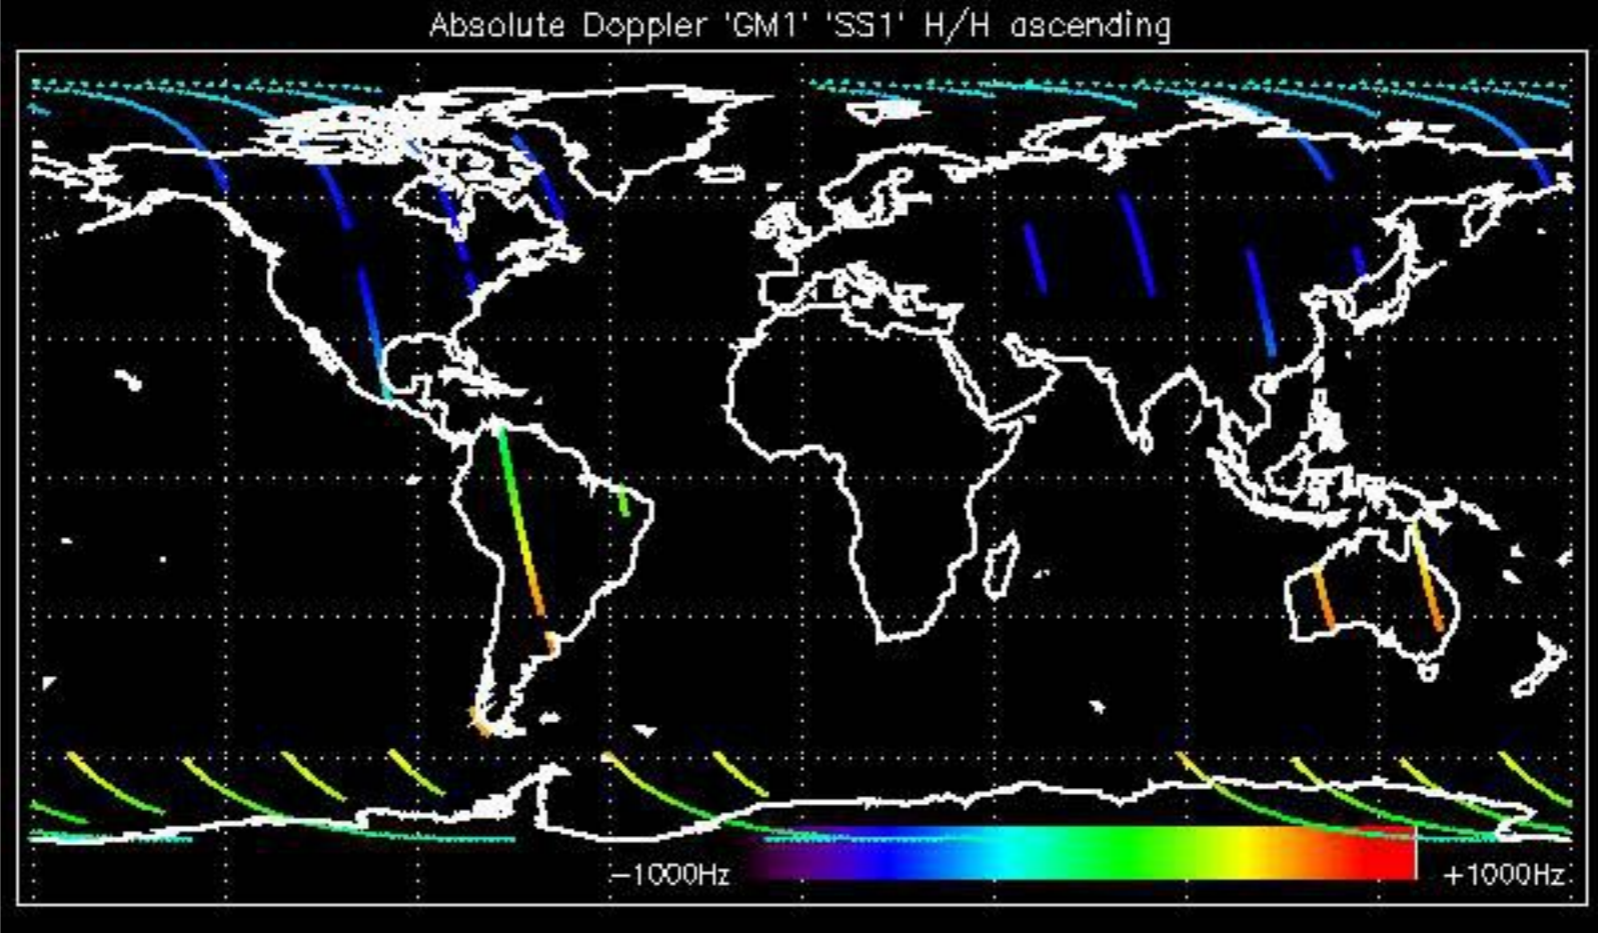 Absolute Doppler 'GM1' 'SS1' H/H ascending
−1000Hz +1000Hz